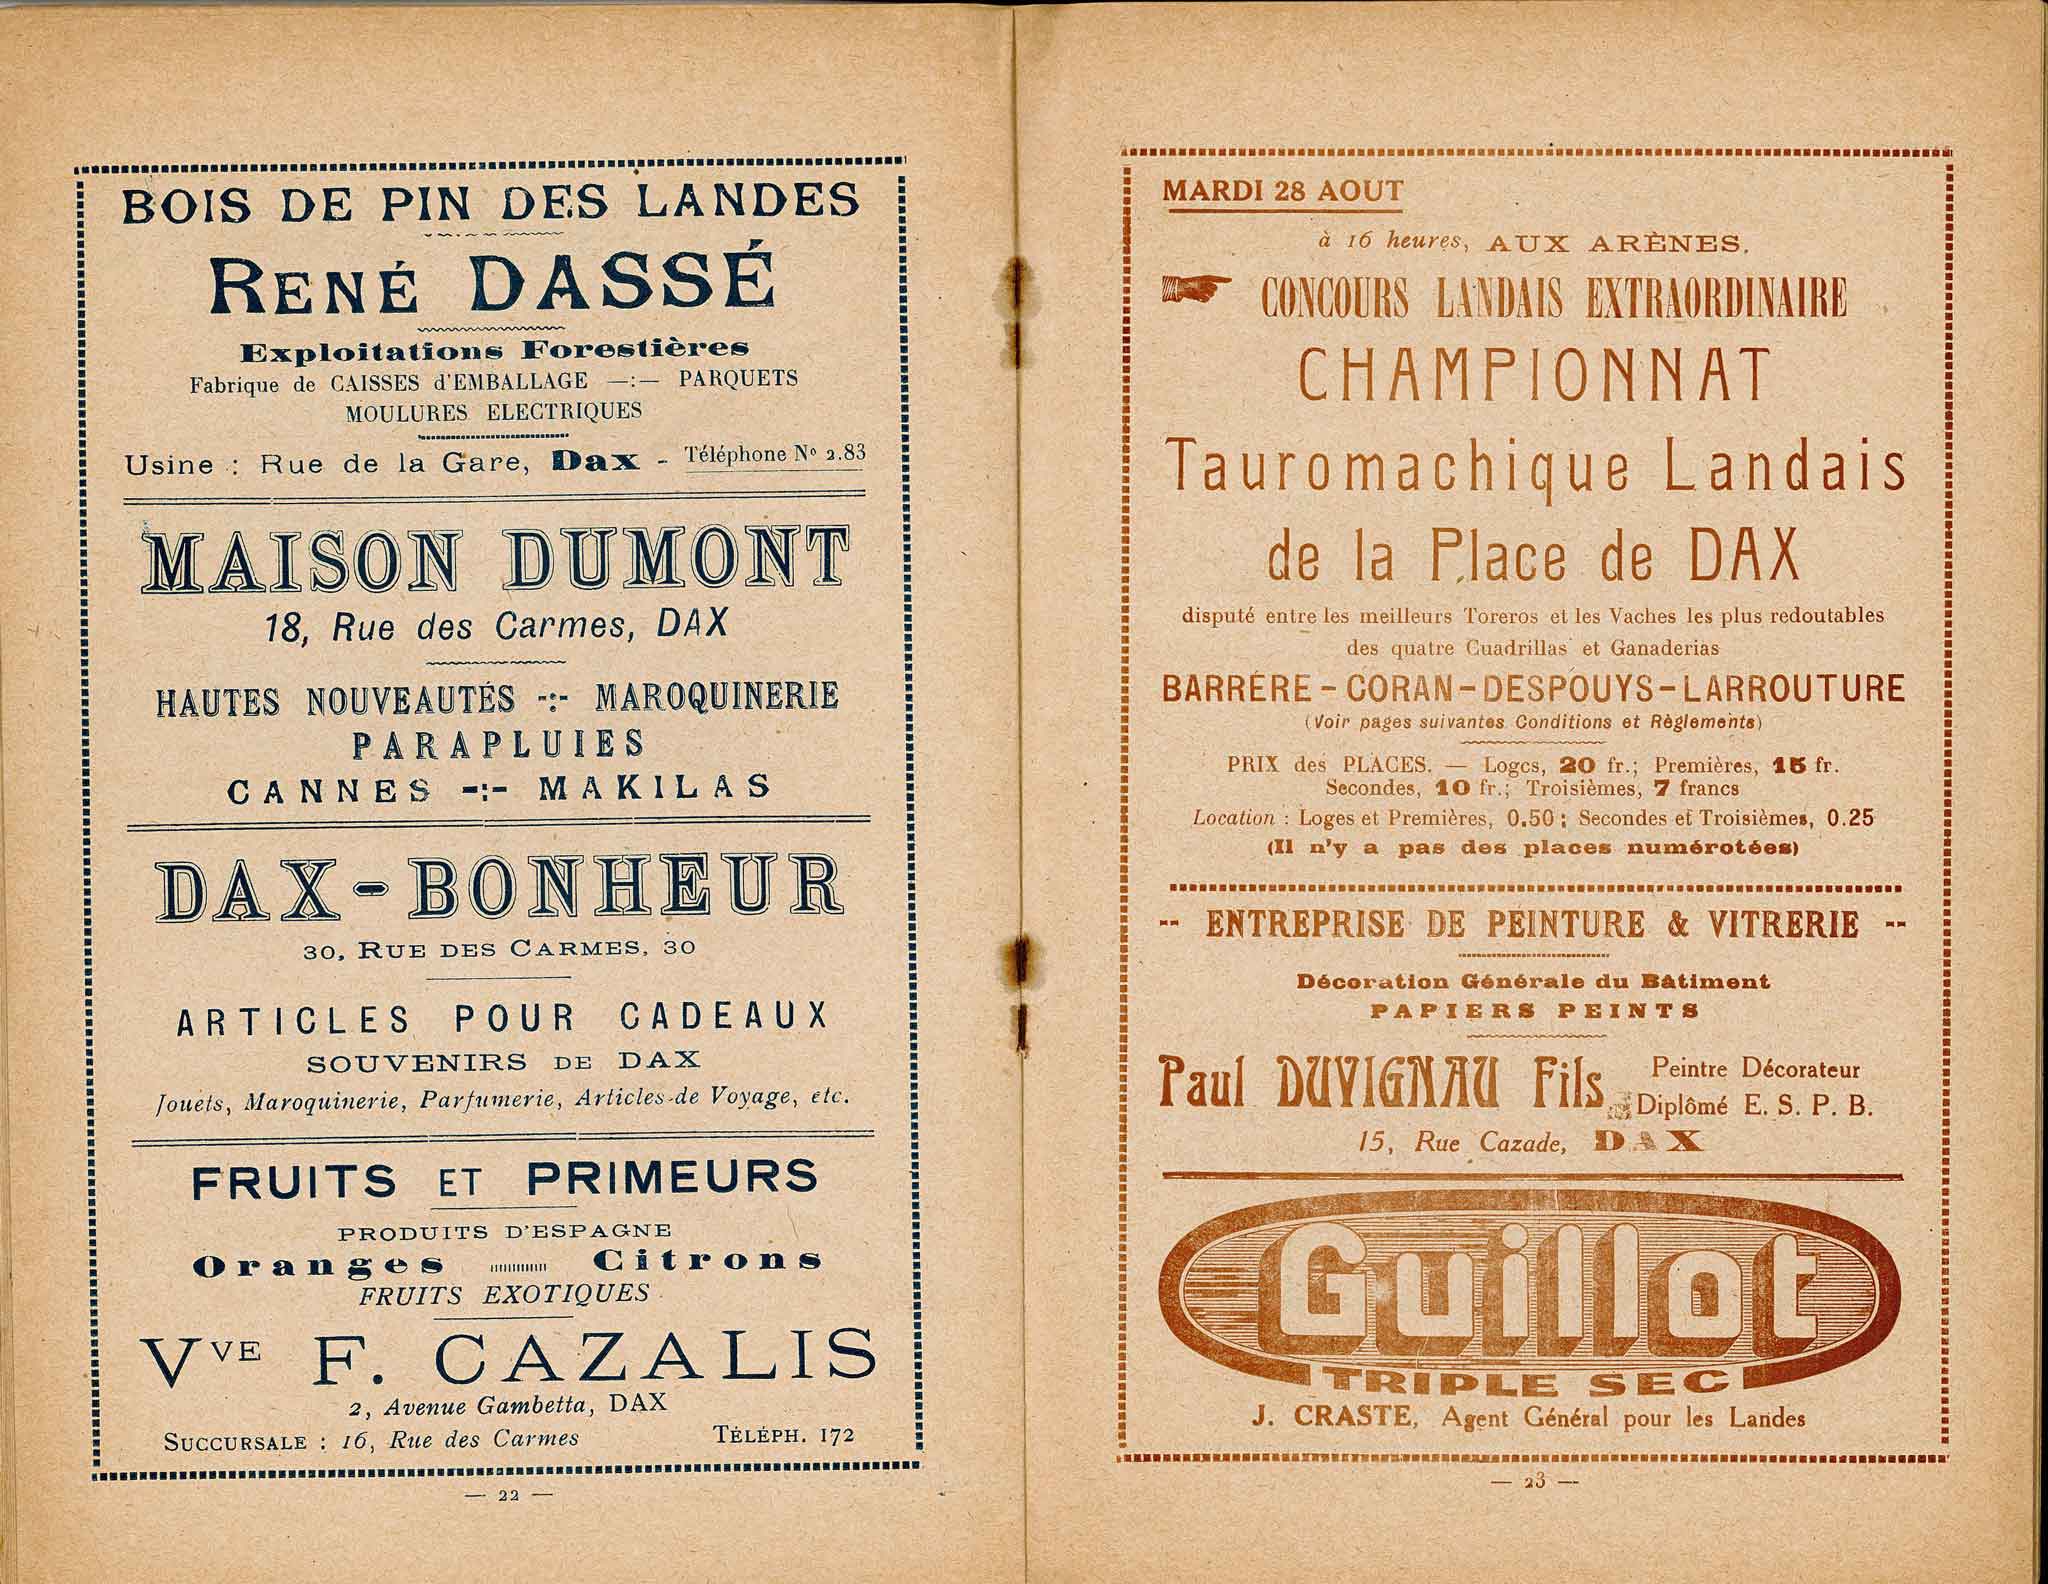 BOIS DE PIN DES LANDES
RENÉ DASSÉ
Exploitations Forestières
Fabrique de CAISSES d'EMBALLAGE —:— PARQUETS
MOULURES ELECTRIQUES
Usine : Rue de la Gare, Dax - Téléphone Nº 2.83
MAISON DUMONT
18, Rue des Carmes, DAX
HAUTES NOUVEAUTÉS -:- MAROQUINERIE
PARAPLUIES
CANNES -:- MAKILAS
DAX-BONHEUR
30, RUE DES CARMES, 30
ARTICLES POUR CADEAUX
SOUVENIRS DE DAX
Jouets, Maroquinerie, Parfumerie, Articles de Voyage, etc.
FRUITS ET PRIMEURS
PRODUITS D'ESPAGNE
Oranges Citrons
FRUITS EXOTIQUES
VVE F. CAZALIS
2, Avenue Gambetta, DAX
SUCCURSALE : 16, Rue des Carmes TÉLÉPH. 172
— 22 —
MARDI 28 AOUT
à 16 heures, AUX ARÈNES,
CONCOURS LANDAIS EXTRAORDINAIRE
CHAMPIONNAT
Tauromachique Landais
de la Place de DAX
disputé entre les meilleurs Toreros et les Vaches les plus redoutables
des quatre Cuadrillas et Ganaderias
BARRÈRE - CORAN - DESPOUYS - LARROUTURE
(Voir pages suivantes Conditions et Règlements)
PRIX des PLACES. — Loges, 20 fr.; Premières, 15 fr.
Secondes, 10 fr.; Troisièmes, 7 francs
Location : Loges et Premières, 0.50 ; Secondes et Troisièmes, 0.25
(Il n'y a pas des places numérotées)
-- ENTREPRISE DE PEINTURE & VITRERIE --
Décoration Générale du Bâtiment
PAPIERS PEINTS
Paul DUVIGNAU Fils Peintre Décorateur
Diplômé E. S. P. B.
15, Rue Cazade, DAX
Guillot
TRIPLE SEC
J. CRASTE, Agent Général pour les Landes
— 23 —